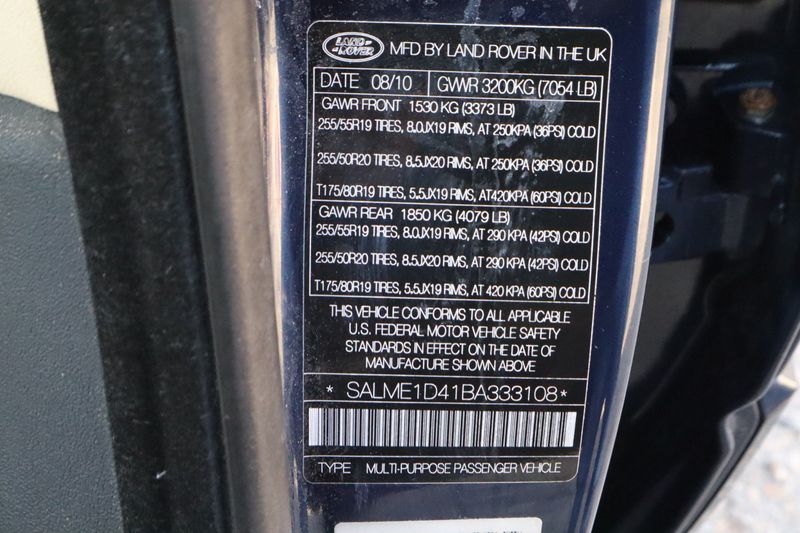 LAND ROVER MFD BY LAND ROVER IN THE UK
DATE 08/10 GVWR 3200KG (7054 LB)
GAWR FRONT 1530 KG (3373 LB)
255/55R19 TIRES, 8.0JX19 RIMS, AT 250KPA (36PSI) COLD
255/50R20 TIRES, 8.5JX20 RIMS, AT 250KPA (36PSI) COLD
T175/80R19 TIRES, 5.5JX19 RIMS, AT420KPA (60PSI) COLD
GAWR REAR 1850 KG (4079 LB)
255/55R19 TIRES, 8.0JX19 RIMS, AT 290 KPA (42PSI) COLD
255/50R20 TIRES, 8.5JX20 RIMS, AT 290 KPA (42PSI) COLD
T175/80R19 TIRES, 5.5JX19 RIMS, AT 420 KPA (60PSI) COLD
THIS VEHICLE CONFORMS TO ALL APPLICABLE
U.S. FEDERAL MOTOR VEHICLE SAFETY
STANDARDS IN EFFECT ON THE DATE OF
MANUFACTURE SHOWN ABOVE
* SALME1D41BA333108 *
TYPE MULTI-PURPOSE PASSENGER VEHICLE